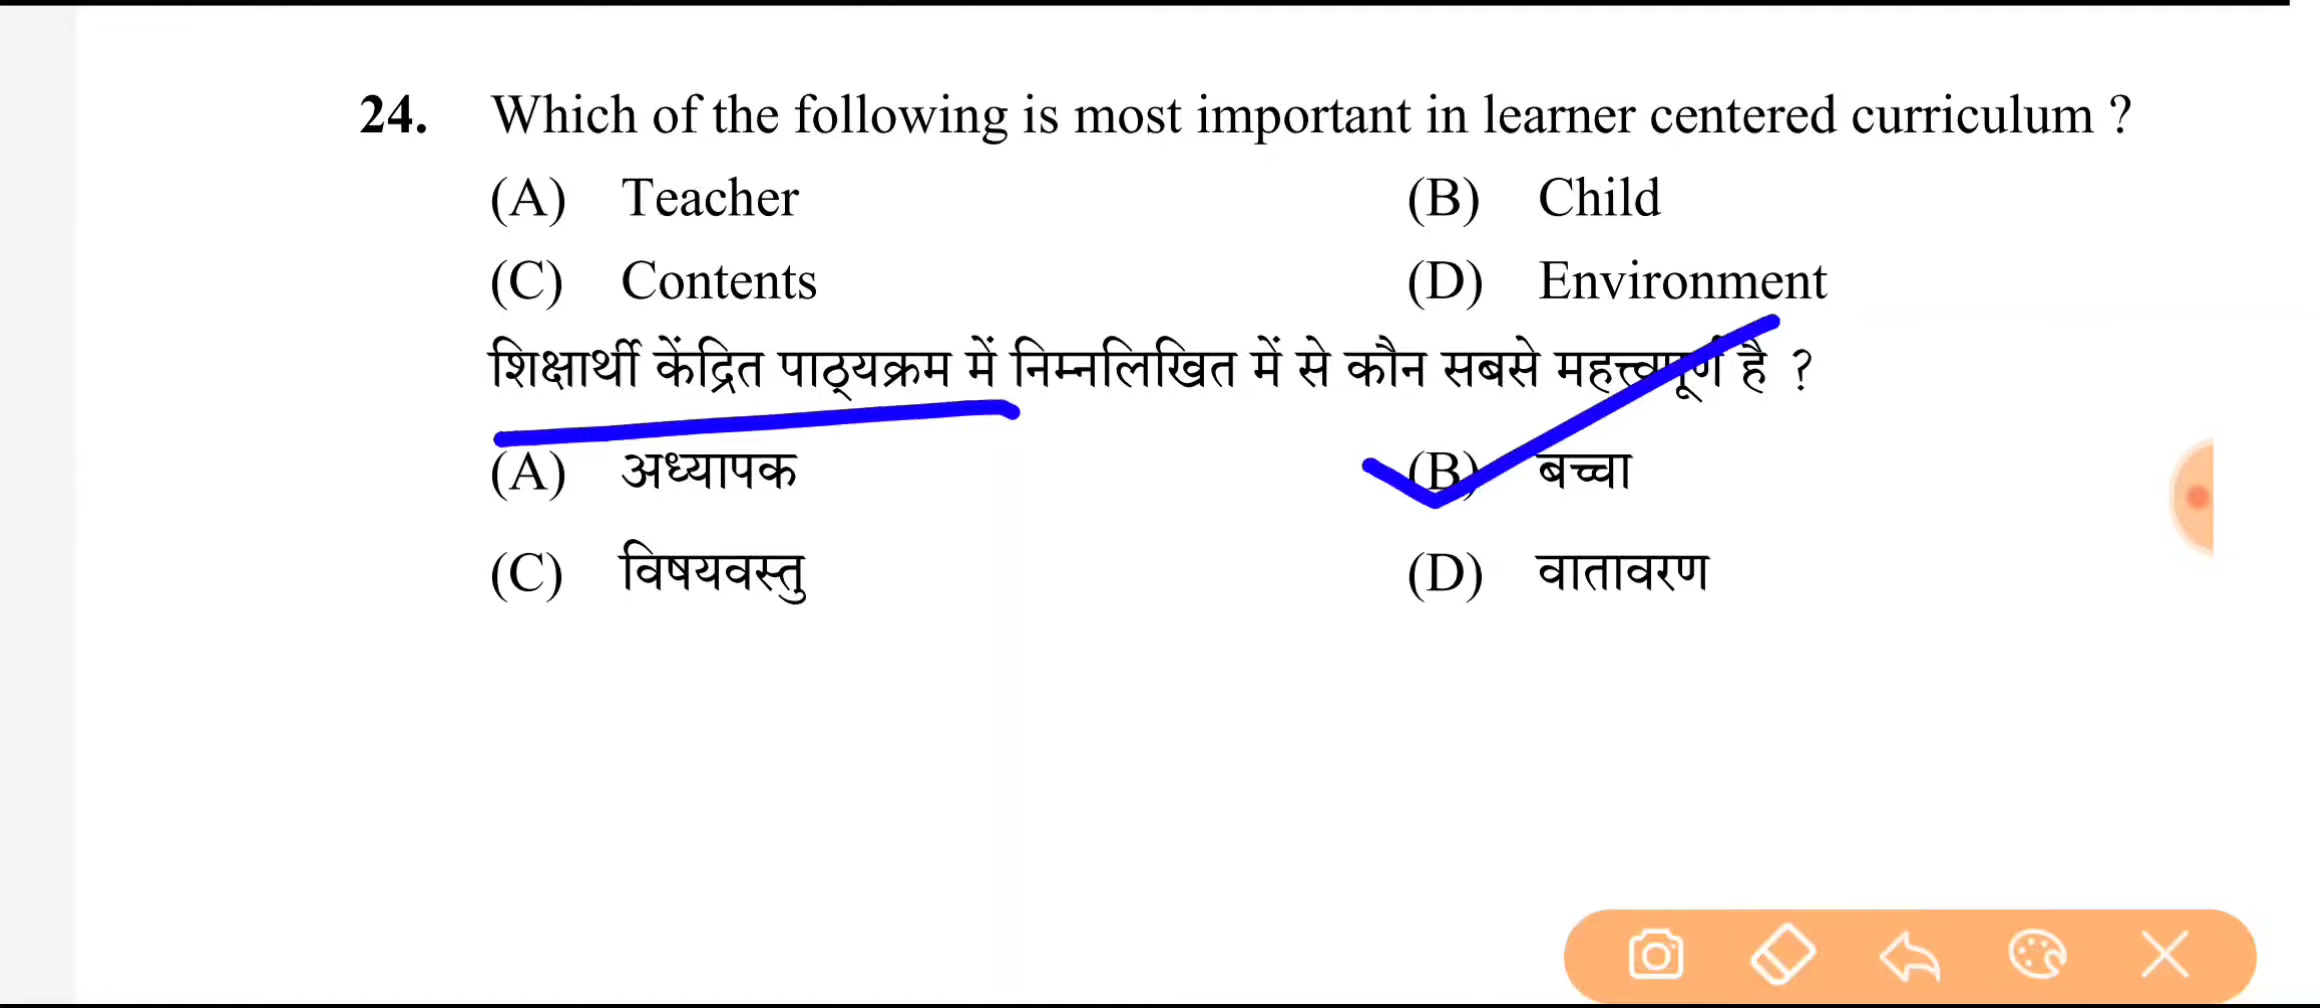 24. Which of the following is most important in learner centered curriculum ?
(A) Teacher (B) Child
(C) Contents (D) Environment
शिक्षार्थी केंद्रित पाठ्यक्रम में निम्नलिखित में से कौन सबसे महत्त्वपूर्ण है ?
(A) अध्यापक (B) बच्चा
(C) विषयवस्तु (D) वातावरण